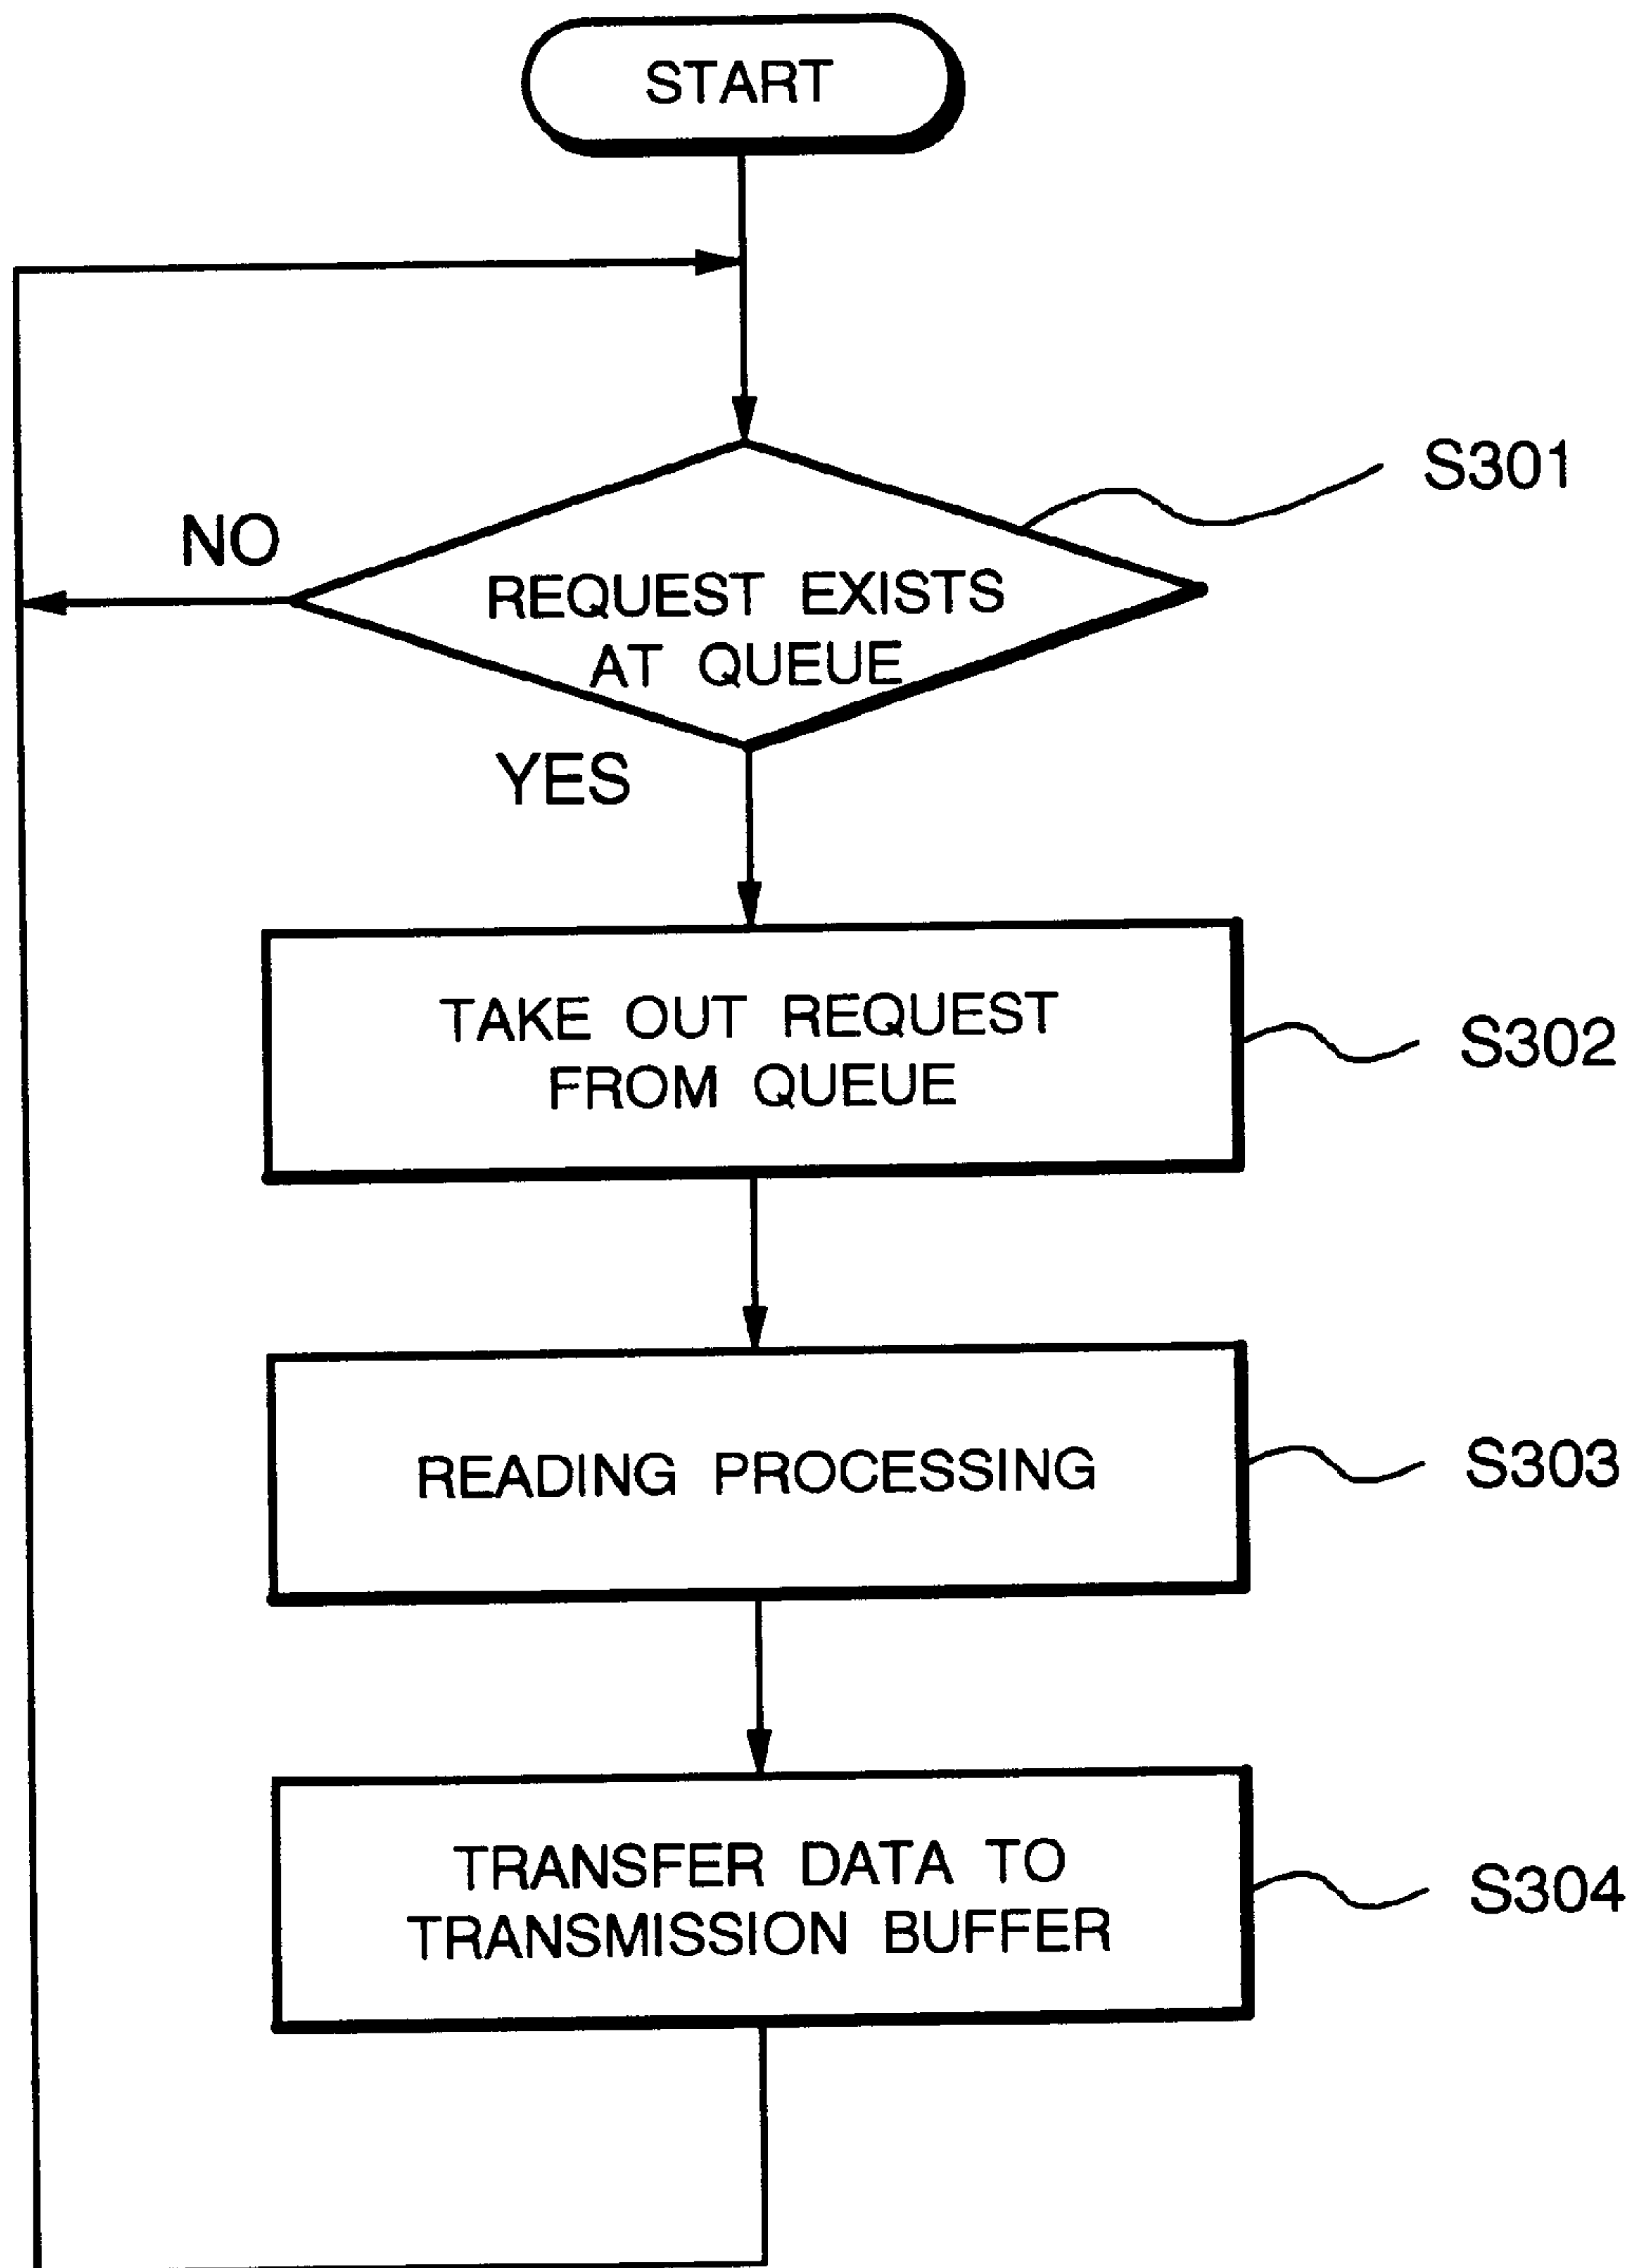 START
S301
NO
REQUEST EXISTS
AT QUEUE
YES
TAKE OUT REQUEST
FROM QUEUE
S302
READING PROCESSING
S303
TRANSFER DATA TO
TRANSMISSION BUFFER
S304